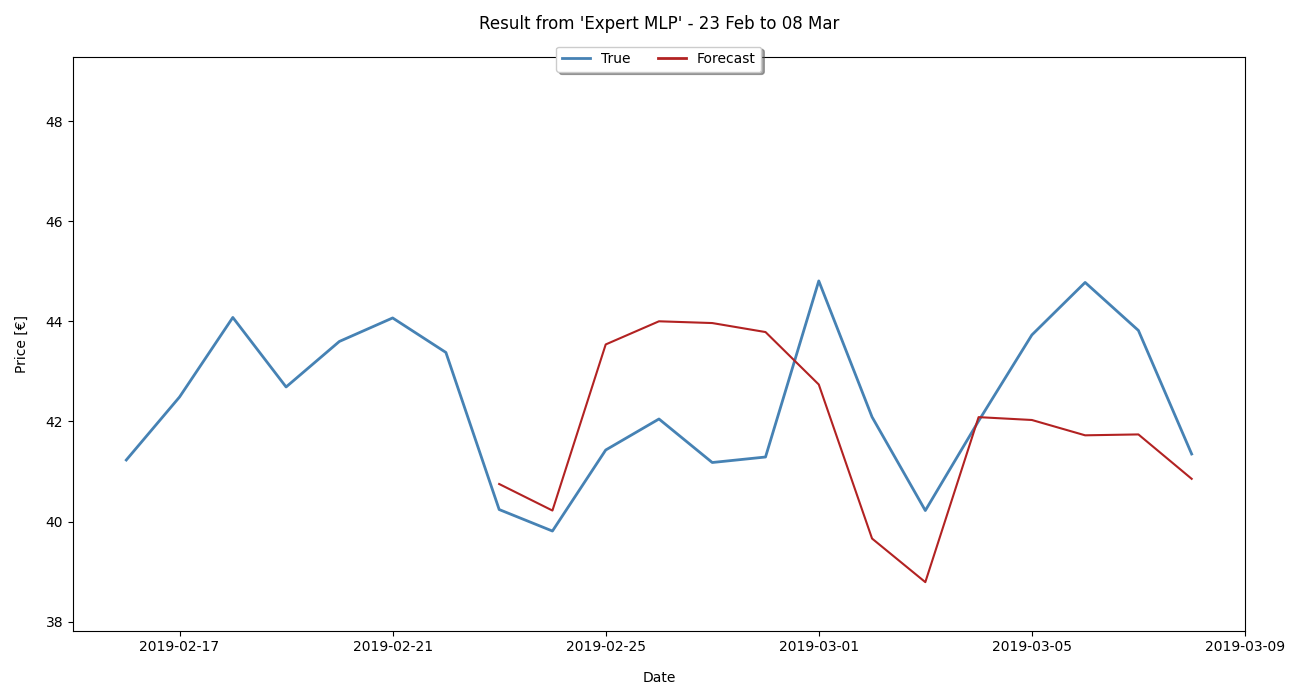 Result from 'Expert MLP' - 23 Feb to 08 Mar
True Forecast
48
46
44
42
40
38
Price [€]
2019-02-17 2019-02-21 2019-02-25 2019-03-01 2019-03-05 2019-03-09
Date